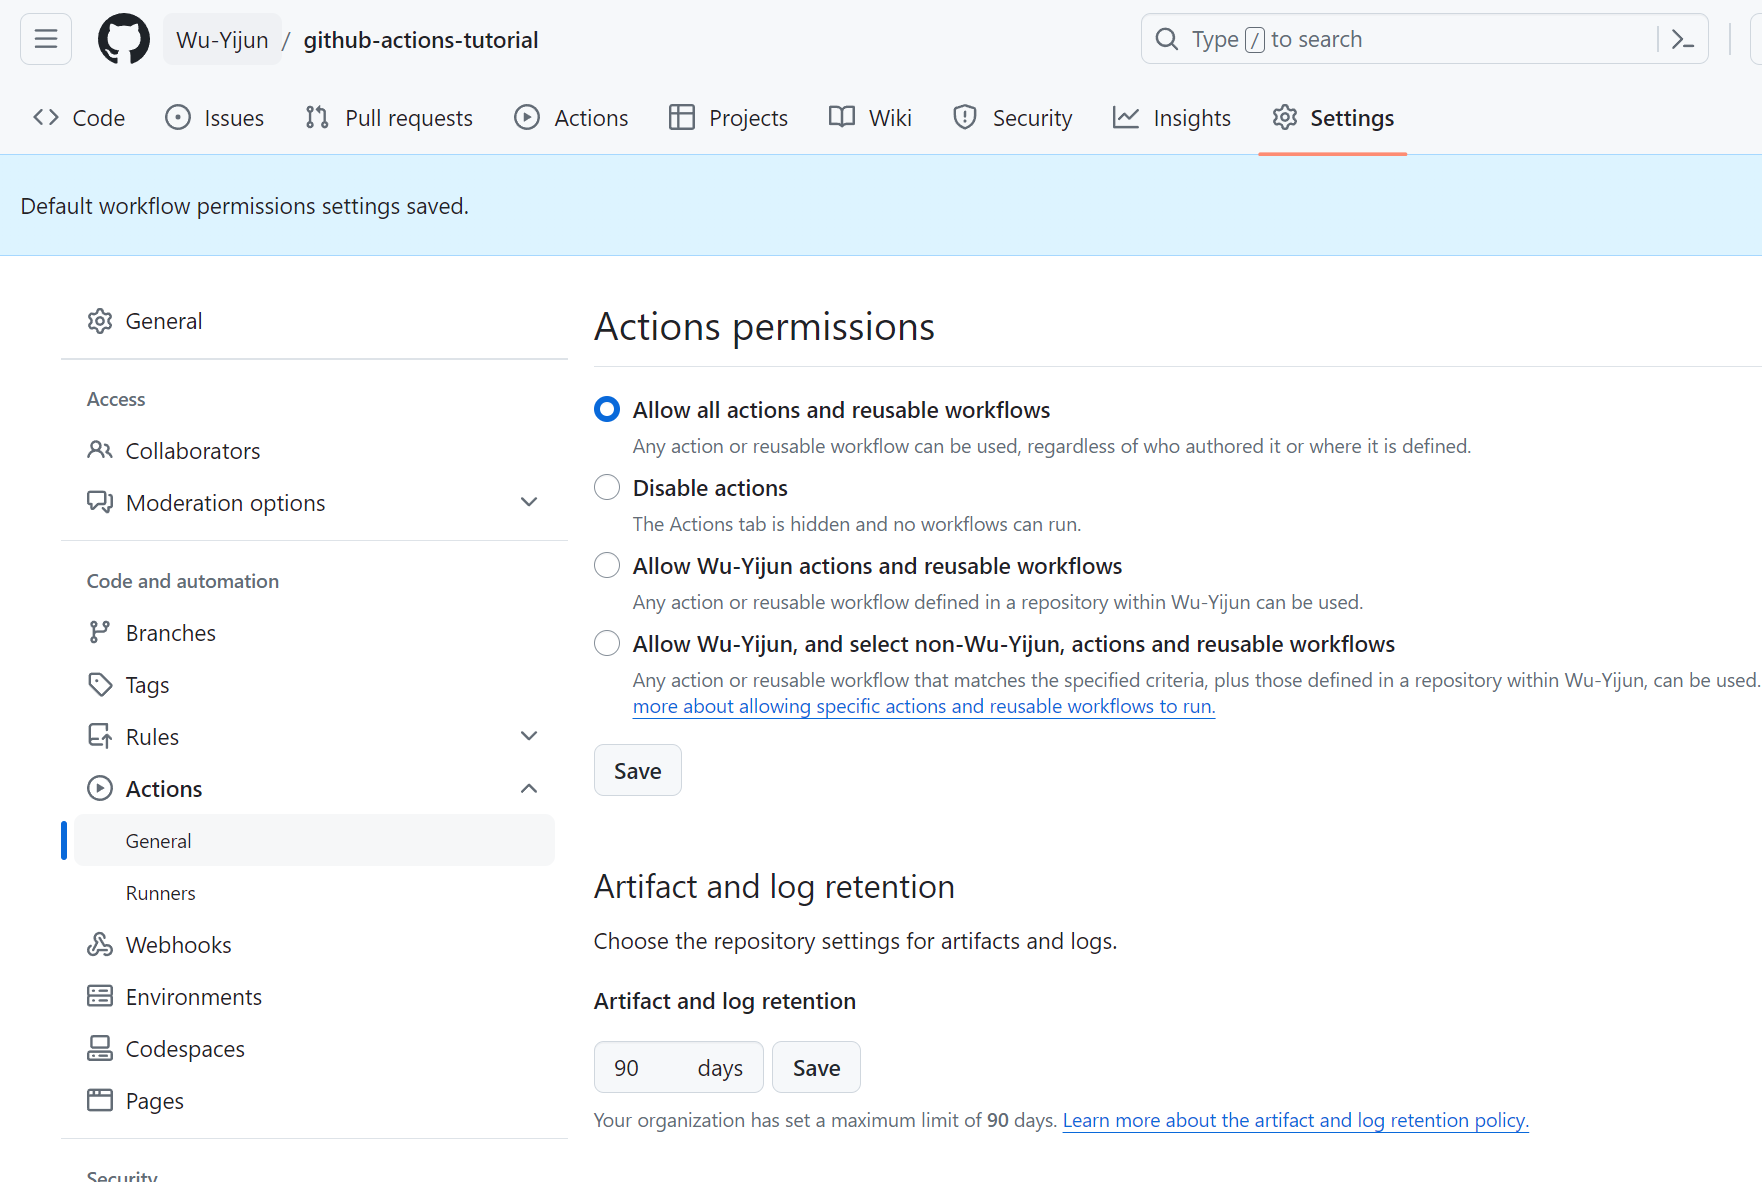 Wu-Yijun / github-actions-tutorial
Type / to search
Code Issues Pull requests Actions Projects Wiki Security Insights Settings
Default workflow permissions settings saved.
General
Access
Collaborators
Moderation options
Code and automation
Branches
Tags
Rules
Actions
General
Runners
Webhooks
Environments
Codespaces
Pages
Security
Actions permissions
Allow all actions and reusable workflows
Any action or reusable workflow can be used, regardless of who authored it or where it is defined.
Disable actions
The Actions tab is hidden and no workflows can run.
Allow Wu-Yijun actions and reusable workflows
Any action or reusable workflow defined in a repository within Wu-Yijun can be used.
Allow Wu-Yijun, and select non-Wu-Yijun, actions and reusable workflows
Any action or reusable workflow that matches the specified criteria, plus those defined in a repository within Wu-Yijun, can be used.
more about allowing specific actions and reusable workflows to run.
Save
Artifact and log retention
Choose the repository settings for artifacts and logs.
Artifact and log retention
90 days Save
Your organization has set a maximum limit of 90 days. Learn more about the artifact and log retention policy.